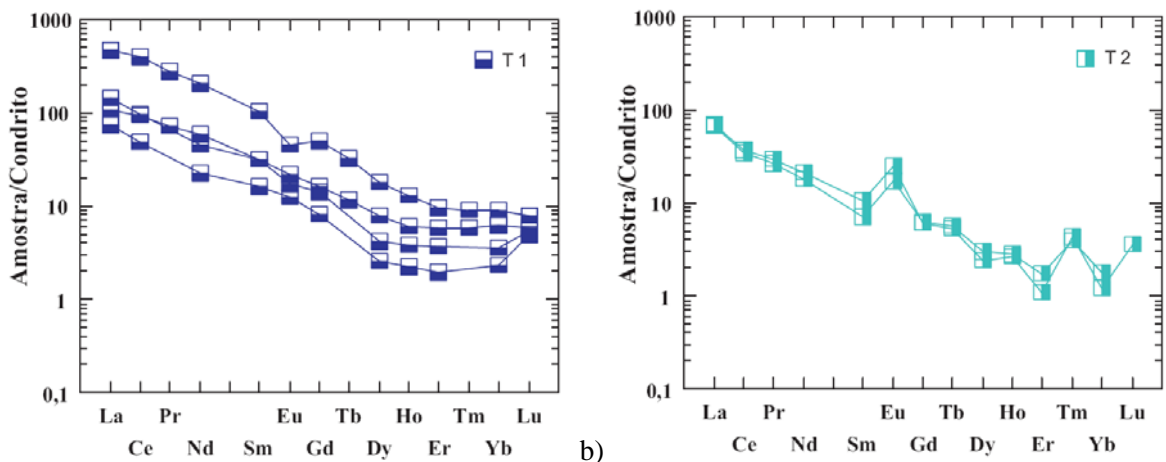 1000
100
10
1
0,1
Amostra/Condrito
T 1
La Pr Eu Tb Ho Tm Lu
Ce Nd Sm Gd Dy Er Yb
b)
1000
100
10
1
0,1
Amostra/Condrito
T 2
La Pr Eu Tb Ho Tm Lu
Ce Nd Sm Gd Dy Er Yb